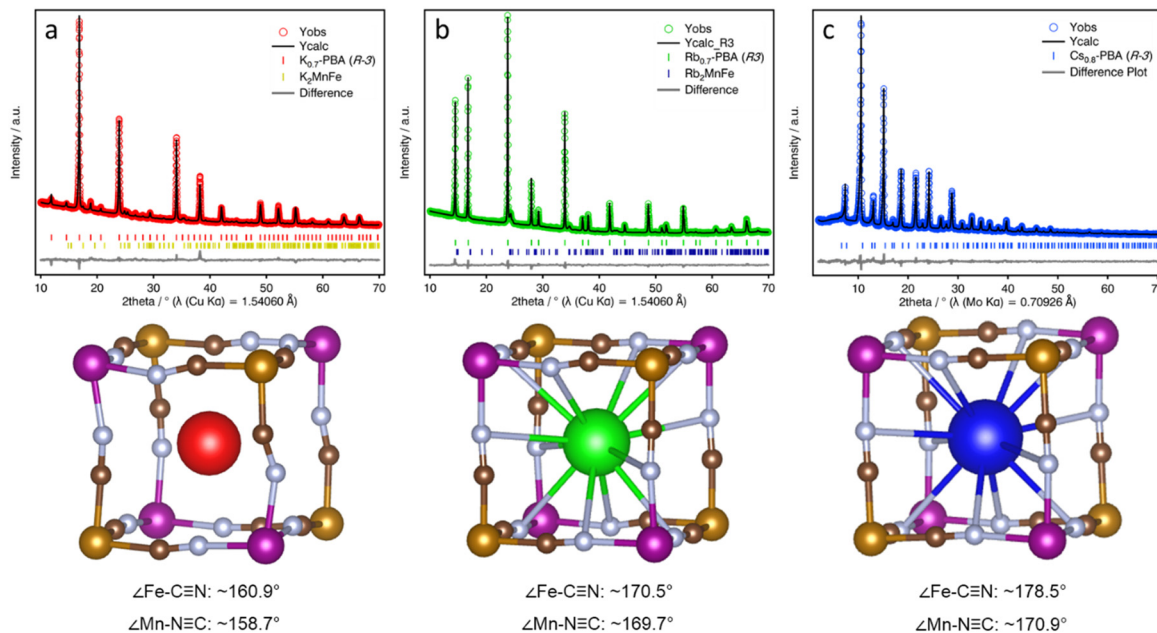 a
Yobs
Ycalc
K0.7-PBA (R-3)
K2MnFe
Difference
Intensity / a.u.
10 20 30 40 50 60 70
2theta / ° (λ (Cu Kα) = 1.54060 Å)
b
Yobs
Ycalc_R3
Rb0.7-PBA (R3)
Rb2MnFe
Difference
Intensity / a.u.
10 20 30 40 50 60 70
2theta / ° (λ (Cu Kα) = 1.54060 Å)
c
Yobs
Ycalc
Cs0.8-PBA (R-3)
Difference Plot
Intensity / a.u.
10 20 30 40 50 60 70
2theta / ° (λ (Mo Kα) = 0.70926 Å)
∠Fe-C≡N: ~160.9°
∠Mn-N≡C: ~158.7°
∠Fe-C≡N: ~170.5°
∠Mn-N≡C: ~169.7°
∠Fe-C≡N: ~178.5°
∠Mn-N≡C: ~170.9°